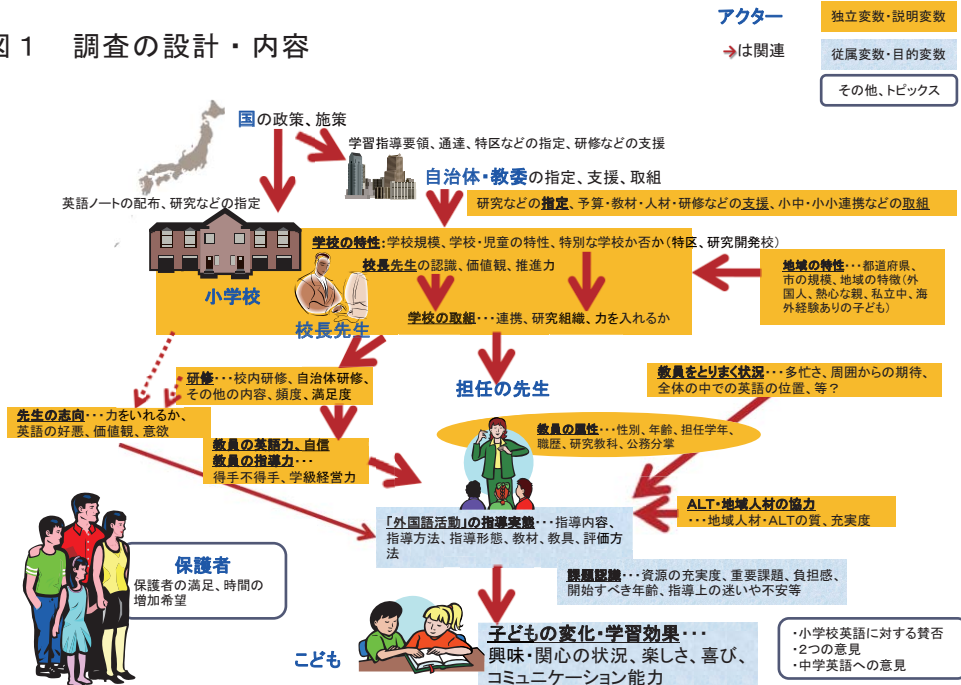 図１　調査の設計・内容
アクター
→は関連
独立変数・説明変数
従属変数・目的変数
その他、トピックス
国の政策、施策
学習指導要領、通達、特区などの指定、研修などの支援
自治体・教委の指定、支援、取組
英語ノートの配布、研究などの指定
研究などの指定、予算・教材・人材・研修などの支援、小中・小小連携などの取組
学校の特性:学校規模、学校・児童の特性、特別な学校か否か(特区、研究開発校)
校長先生の認識、価値観、推進力
小学校
校長先生
学校の取組･･･連携、研究組織、力を入れるか
地域の特性･･･都道府県、
市の規模、地域の特徴(外
国人、熱心な親、私立中、海
外経験ありの子ども)
研修･･･校内研修、自治体研修、
その他の内容、頻度、満足度
担任の先生
教員をとりまく状況･･･多忙さ、周囲からの期待、
全体の中での英語の位置、等？
先生の志向･･･力をいれるか、
英語の好悪、価値観、意欲
教員の英語力、自信
教員の指導力･･･
得手不得手、学級経営力
教員の属性･･･性別、年齢、担任学年、
職歴、研究教科、公務分掌
ALT・地域人材の協力
･･･地域人材・ALTの質、充実度
「外国語活動」の指導実態･･･指導内容、
指導方法、指導形態、教材、教具、評価方
法
保護者
保護者の満足、時間の
増加希望
課題認識･･･資源の充実度、重要課題、負担感、
開始すべき年齢、指導上の迷いや不安等
こども
子どもの変化・学習効果･･･
興味・関心の状況、楽しさ、喜び、
コミュニケーション能力
・小学校英語に対する賛否
・2つの意見
・中学英語への意見